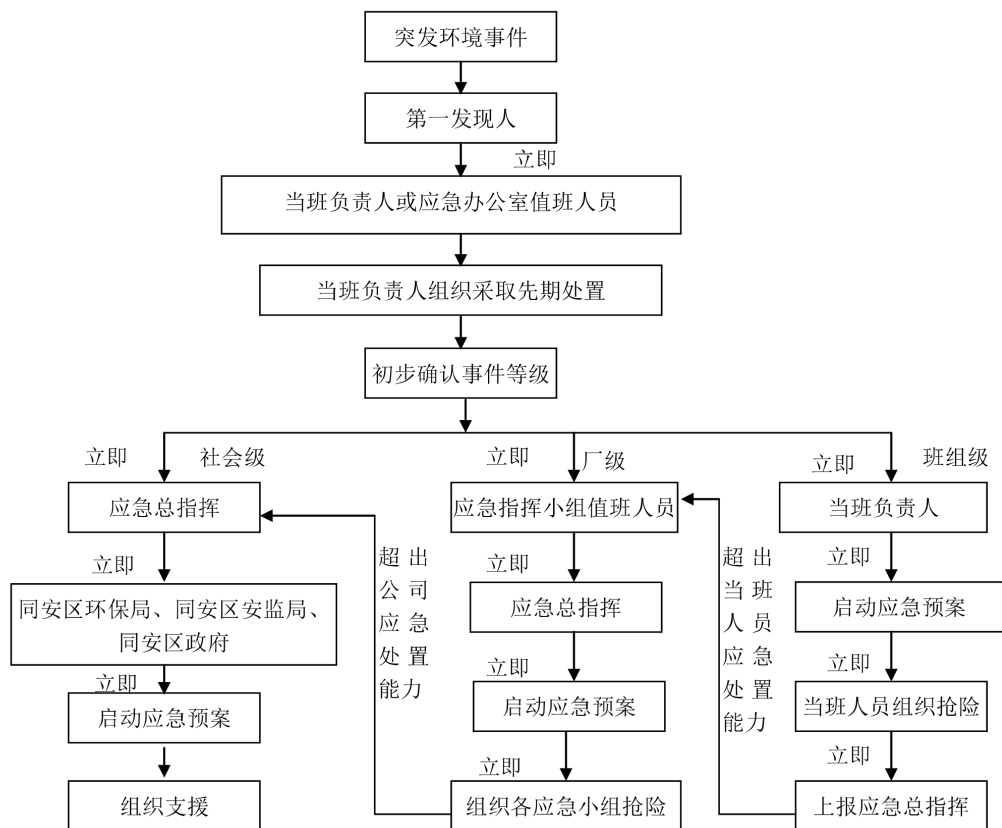 突发环境事件
第一发现人
立即
当班负责人或应急办公室值班人员
当班负责人组织采取先期处置
初步确认事件等级
立即
社会级
立即
厂级
立即
班组级
应急总指挥
应急指挥小组值班人员
当班负责人
立即
超出
公司
应急
处置
能力
立即
超出
当班
人员
应急
处置
能力
立即
同安区环保局、同安区安监局、
同安区政府
应急总指挥
启动应急预案
立即
立即
立即
启动应急预案
启动应急预案
当班人员组织抢险
立即
立即
组织支援
组织各应急小组抢险
上报应急总指挥